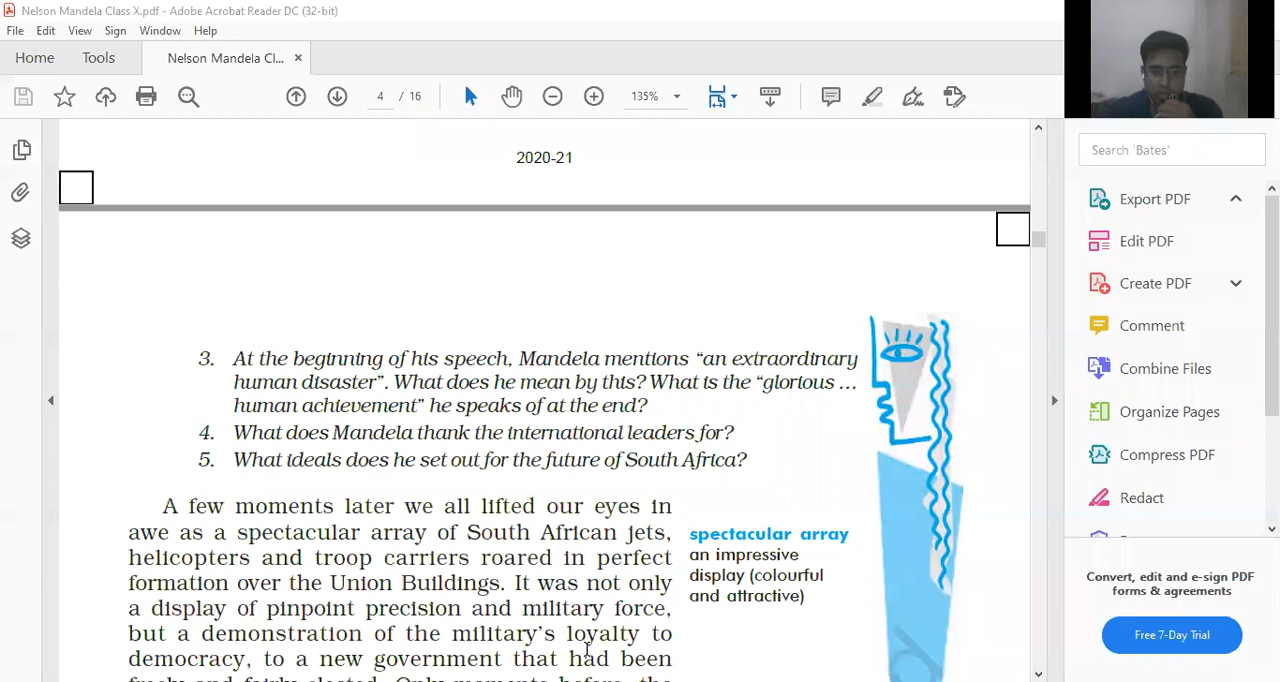 Nelson Mandela Class X.pdf - Adobe Acrobat Reader DC (32-bit)
File Edit View Sign Window Help
Home Tools Nelson Mandela Cl... ×
4 / 16 135%
2020-21
3. At the beginning of his speech, Mandela mentions “an extraordinary
human disaster”. What does he mean by this? What is the “glorious ...
human achievement” he speaks of at the end?
4. What does Mandela thank the international leaders for?
5. What ideals does he set out for the future of South Africa?
A few moments later we all lifted our eyes in
awe as a spectacular array of South African jets,
helicopters and troop carriers roared in perfect
formation over the Union Buildings. It was not only
a display of pinpoint precision and military force,
but a demonstration of the military’s loyalty to
democracy, to a new government that had been
freely and fairly elected. Only moments before, the
spectacular array
an impressive
display (colourful
and attractive)
Search 'Bates'
Export PDF
Edit PDF
Create PDF
Comment
Combine Files
Organize Pages
Compress PDF
Redact
Convert, edit and e-sign PDF
forms & agreements
Free 7-Day Trial